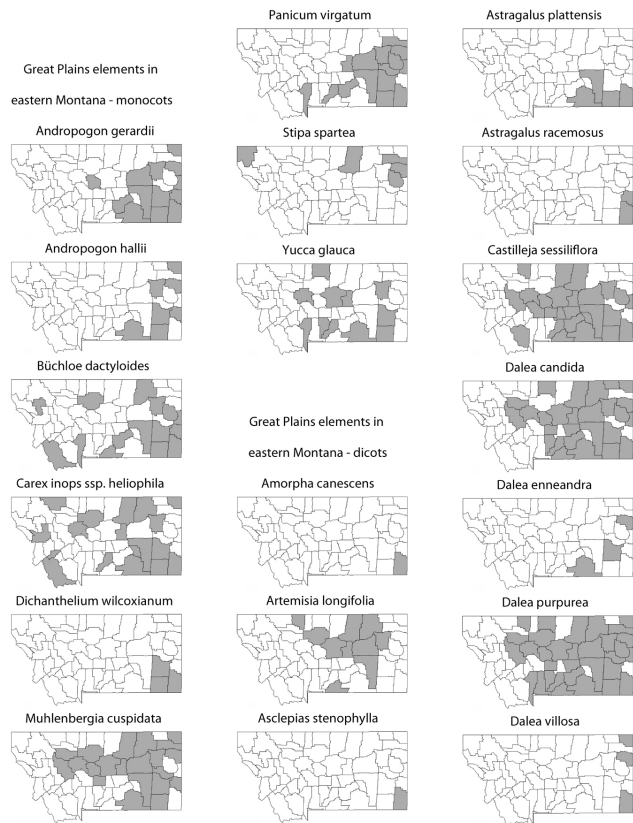 Great Plains elements in
eastern Montana - monocots
Andropogon gerardii
Andropogon hallii
Büchloe dactyloides
Carex inops ssp. heliophila
Dichanthelium wilcoxianum
Muhlenbergia cuspidata
Panicum virgatum
Stipa spartea
Yucca glauca
Great Plains elements in
eastern Montana - dicots
Amorpha canescens
Artemisia longifolia
Asclepias stenophylla
Astragalus plattensis
Astragalus racemosus
Castilleja sessiliflora
Dalea candida
Dalea enneandra
Dalea purpurea
Dalea villosa